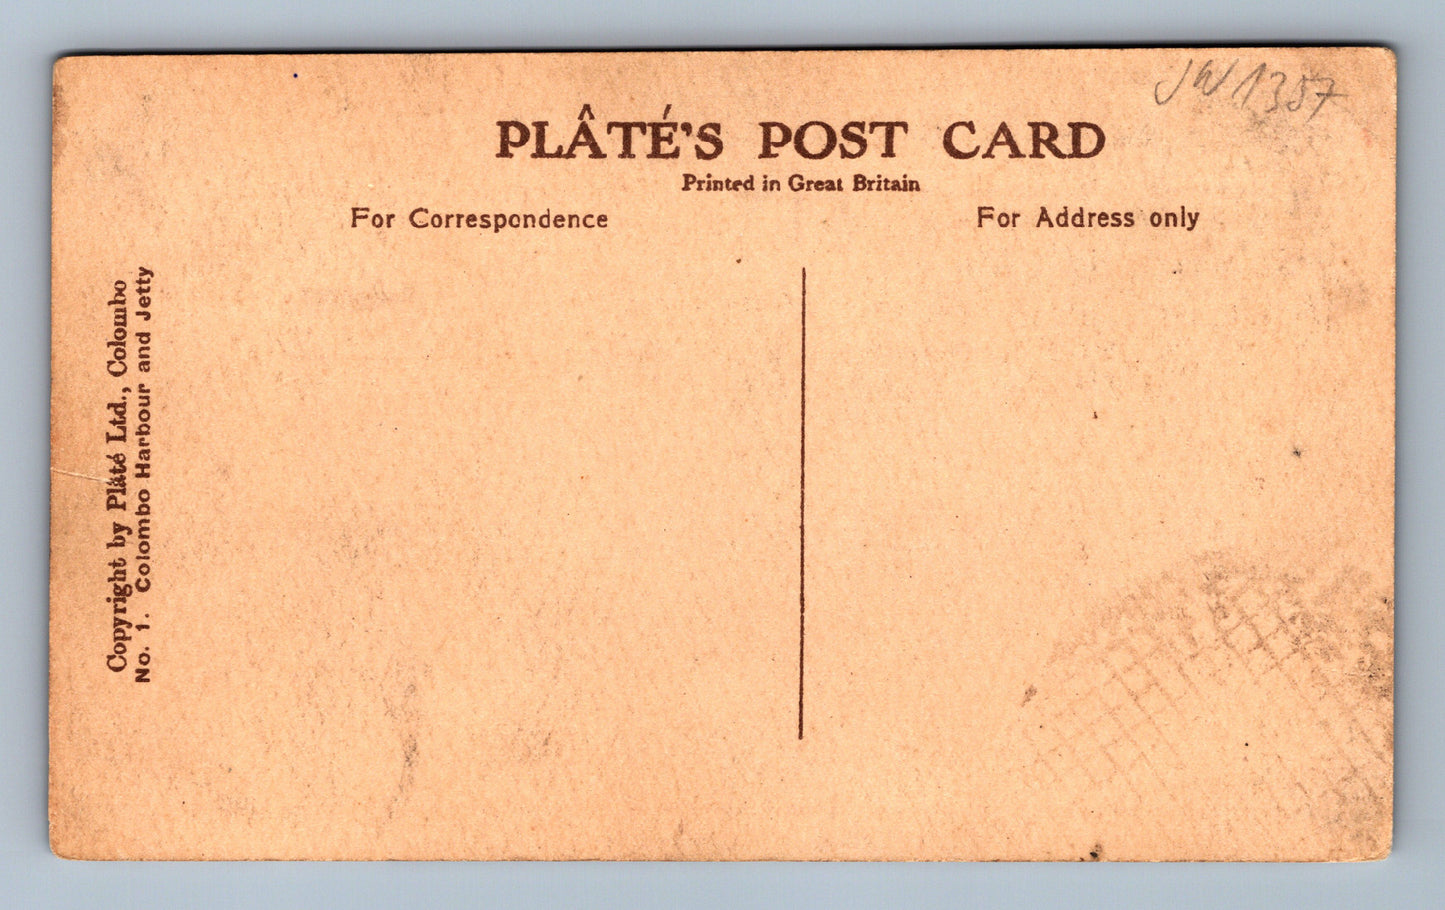 JW1357
PLÂTÉ'S POST CARD
Printed in Great Britain
For Correspondence
For Address only
Copyright by Plâté Ltd., Colombo
No. 1. Colombo Harbour and Jetty